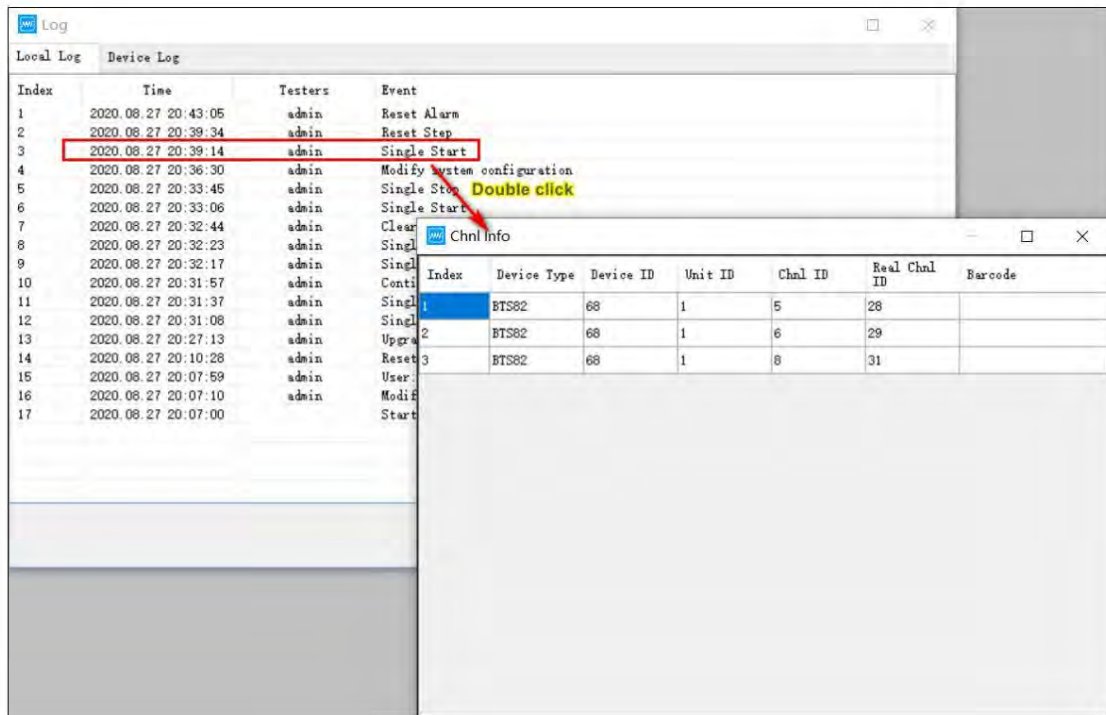 Log
Local Log Device Log
Index Time Testers Event
1 2020.08.27 20:43:05 admin Reset Alarm
2 2020.08.27 20:39:34 admin Reset Step
3 2020.08.27 20:39:14 admin Single Start
4 2020.08.27 20:36:30 admin Modify system configuration
5 2020.08.27 20:33:45 admin Single Stop
Double click
6 2020.08.27 20:33:06 admin Single Start
7 2020.08.27 20:32:44 admin Clear
8 2020.08.27 20:32:23 admin Singl
9 2020.08.27 20:32:17 admin Singl
10 2020.08.27 20:31:57 admin Conti
11 2020.08.27 20:31:37 admin Singl
12 2020.08.27 20:31:08 admin Singl
13 2020.08.27 20:27:13 admin Upgra
14 2020.08.27 20:10:28 admin Reset
15 2020.08.27 20:07:59 admin User:
16 2020.08.27 20:07:10 admin Modif
17 2020.08.27 20:07:00 Start
Chnl Info
Index Device Type Device ID Unit ID Chnl ID Real Chnl ID Barcode
1 BTS82 68 1 5 28
2 BTS82 68 1 6 29
3 BTS82 68 1 8 31